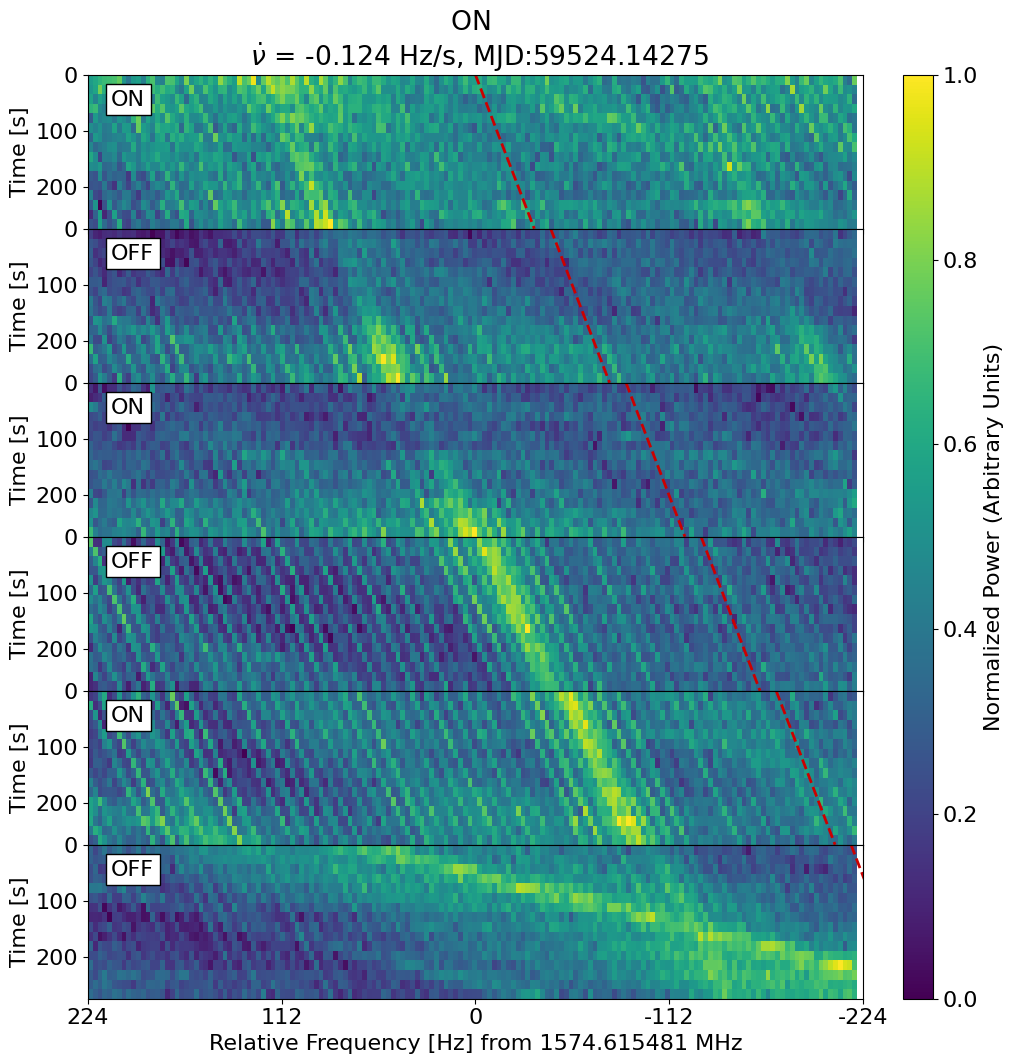 ON
ν̇ = -0.124 Hz/s, MJD:59524.14275
0
100
200
Time [s]
ON
0
100
200
Time [s]
OFF
0
100
200
Time [s]
ON
0
100
200
Time [s]
OFF
0
100
200
Time [s]
ON
0
100
200
Time [s]
OFF
224 112 0 -112 -224
Relative Frequency [Hz] from 1574.615481 MHz
1.0
0.8
0.6
0.4
0.2
0.0
Normalized Power (Arbitrary Units)